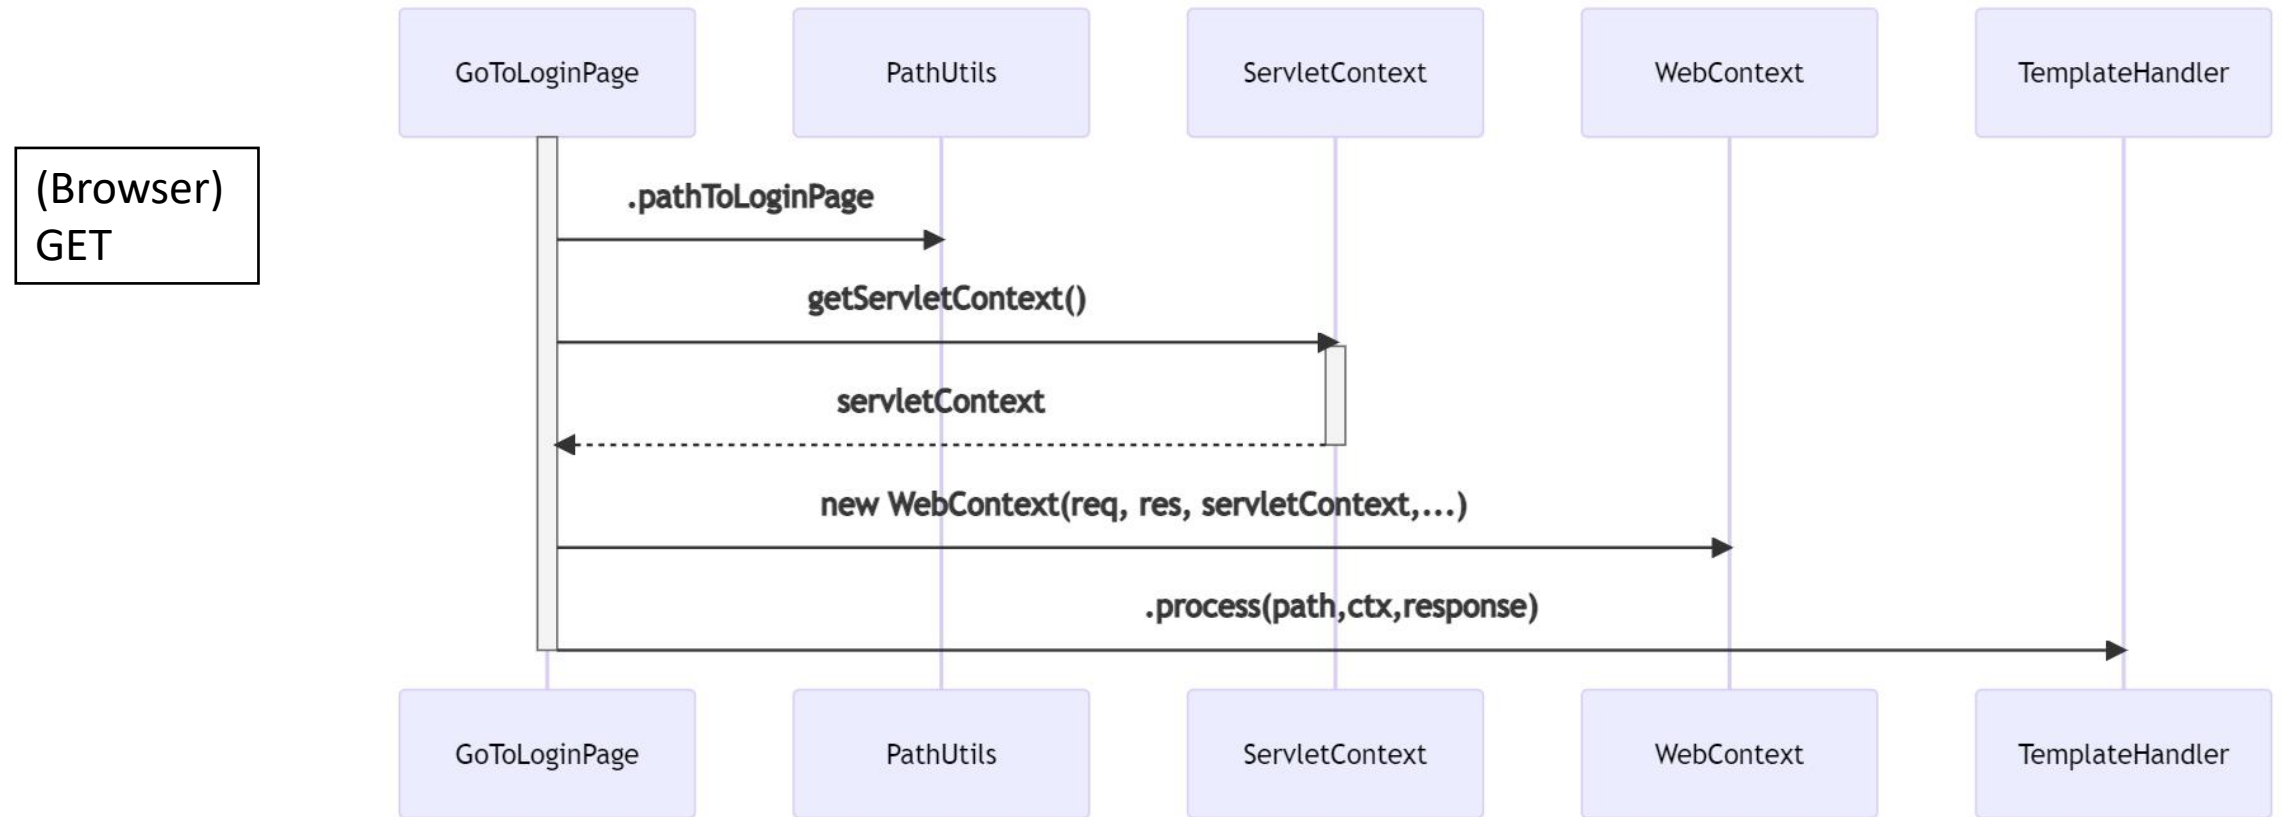 GoToLoginPage
PathUtils
ServletContext
WebContext
TemplateHandler
(Browser)
GET
.pathToLoginPage
getServletContext()
servletContext
new WebContext(req, res, servletContext,...)
.process(path,ctx,response)
GoToLoginPage
PathUtils
ServletContext
WebContext
TemplateHandler